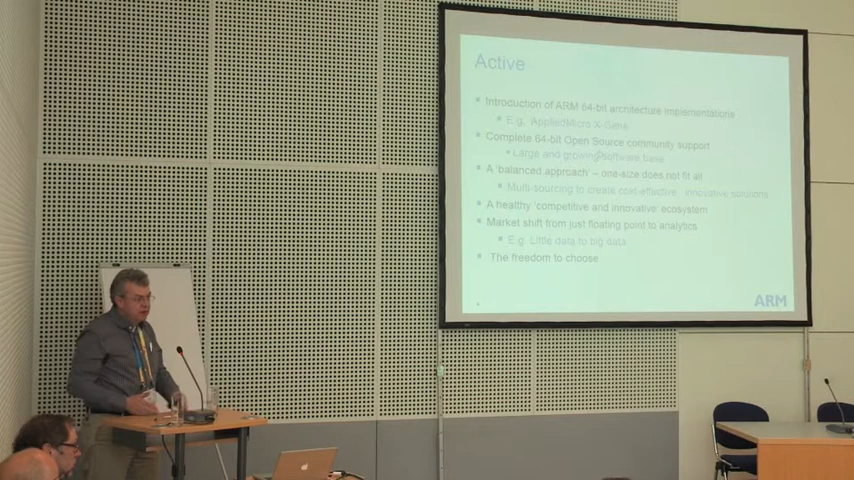 Active
Introduction of ARM 64-bit architecture implementations
E.g. AppliedMicro X-Gene
Complete 64-bit Open Source community support
Large and growing software base
A 'balanced approach' – one-size does not fit all
Multi-sourcing to create cost-effective, innovative solutions
A healthy 'competitive and innovative' ecosystem
Market shift from just floating point to analytics
E.g. Little data to big data
The freedom to choose
ARM